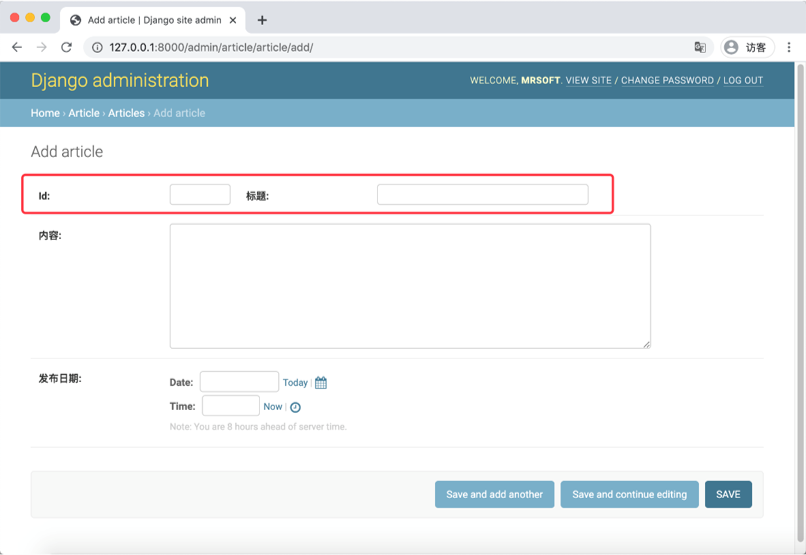 Add article | Django site admin
127.0.0.1:8000/admin/article/article/add/
访客
Django administration
WELCOME, MRSOFT. VIEW SITE / CHANGE PASSWORD / LOG OUT
Home › Article › Articles › Add article
Add article
Id:
标题:
内容:
发布日期:
Date:
Today
Time:
Now
Note: You are 8 hours ahead of server time.
Save and add another
Save and continue editing
SAVE